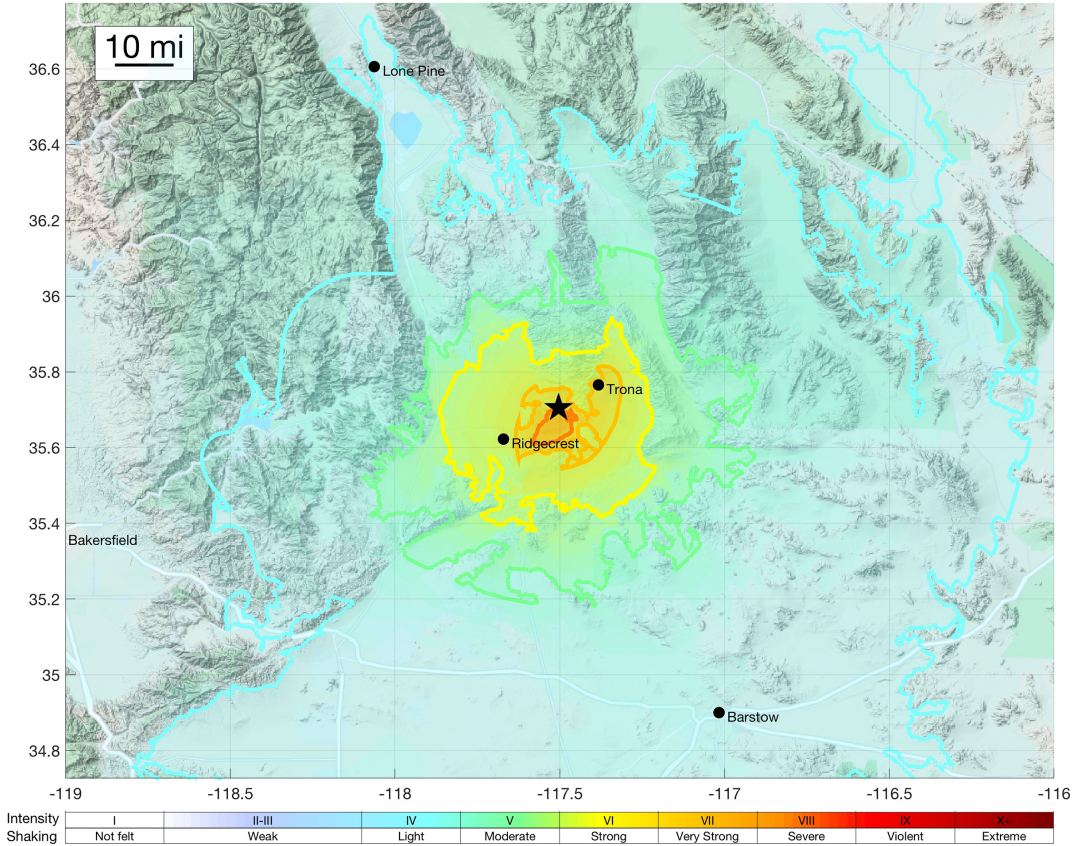 10 mi
Lone Pine
Trona
Ridgecrest
Bakersfield
Barstow
36.6
36.4
36.2
36
35.8
35.6
35.4
35.2
35
34.8
-119 -118.5 -118 -117.5 -117 -116.5 -116
Intensity I II-III IV V VI VII VIII IX X+
Shaking Not felt Weak Light Moderate Strong Very Strong Severe Violent Extreme